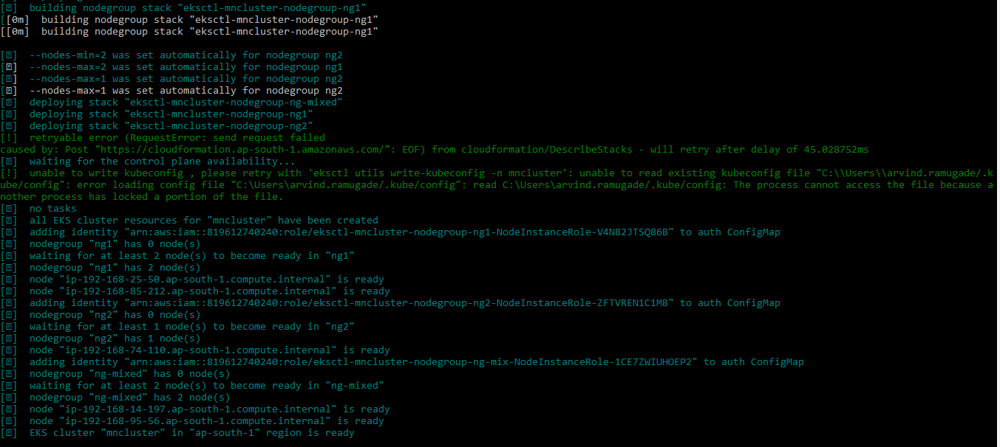 [�]  building nodegroup stack "eksctl-mncluster-nodegroup-ng1"
[[0m]  building nodegroup stack "eksctl-mncluster-nodegroup-ng1"
[[0m]  building nodegroup stack "eksctl-mncluster-nodegroup-ng1"
[�]  --nodes-min=2 was set automatically for nodegroup ng2
[�]  --nodes-max=2 was set automatically for nodegroup ng1
[�]  --nodes-max=1 was set automatically for nodegroup ng2
[�]  --nodes-max=1 was set automatically for nodegroup ng2
[�]  deploying stack "eksctl-mncluster-nodegroup-ng-mixed"
[�]  deploying stack "eksctl-mncluster-nodegroup-ng1"
[�]  deploying stack "eksctl-mncluster-nodegroup-ng2"
[!]  retryable error (RequestError: send request failed
caused by: Post "https://cloudformation.ap-south-1.amazonaws.com/": EOF) from cloudformation/DescribeStacks - will retry after delay of 45.028752ms
[�]  waiting for the control plane availability...
[!]  unable to write kubeconfig , please retry with 'eksctl utils write-kubeconfig -n mncluster': unable to read existing kubeconfig file "C:\\Users\\arvind.ramugade/.k
ube/config": error loading config file "C:\Users\arvind.ramugade/.kube/config": read C:\Users\arvind.ramugade/.kube/config: The process cannot access the file because a
nother process has locked a portion of the file.
[�]  no tasks
[�]  all EKS cluster resources for "mncluster" have been created
[�]  adding identity "arn:aws:iam::819612740240:role/eksctl-mncluster-nodegroup-ng1-NodeInstanceRole-V4N82JTSQ86B" to auth ConfigMap
[�]  nodegroup "ng1" has 0 node(s)
[�]  waiting for at least 2 node(s) to become ready in "ng1"
[�]  nodegroup "ng1" has 2 node(s)
[�]  node "ip-192-168-25-50.ap-south-1.compute.internal" is ready
[�]  node "ip-192-168-85-212.ap-south-1.compute.internal" is ready
[�]  adding identity "arn:aws:iam::819612740240:role/eksctl-mncluster-nodegroup-ng2-NodeInstanceRole-ZFTVREN1C1MB" to auth ConfigMap
[�]  nodegroup "ng2" has 0 node(s)
[�]  waiting for at least 1 node(s) to become ready in "ng2"
[�]  nodegroup "ng2" has 1 node(s)
[�]  node "ip-192-168-74-110.ap-south-1.compute.internal" is ready
[�]  adding identity "arn:aws:iam::819612740240:role/eksctl-mncluster-nodegroup-ng-mix-NodeInstanceRole-1CE7ZWIUHOEP2" to auth ConfigMap
[�]  nodegroup "ng-mixed" has 0 node(s)
[�]  waiting for at least 2 node(s) to become ready in "ng-mixed"
[�]  nodegroup "ng-mixed" has 2 node(s)
[�]  node "ip-192-168-14-197.ap-south-1.compute.internal" is ready
[�]  node "ip-192-168-95-56.ap-south-1.compute.internal" is ready
[�]  EKS cluster "mncluster" in "ap-south-1" region is ready